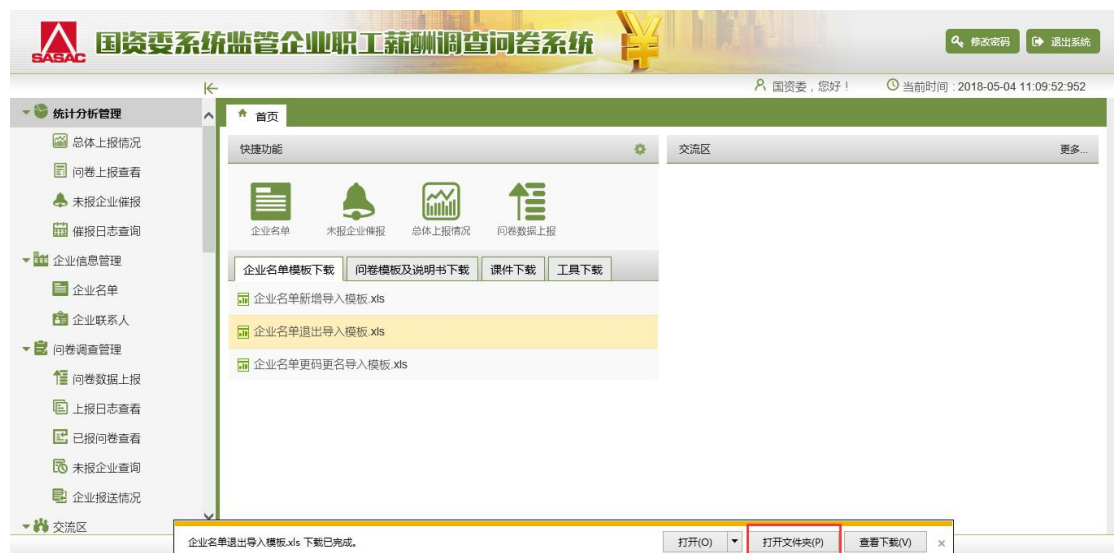 SASAC
国资委系统监管企业职工薪酬调查问卷系统
修改密码
退出系统
国资委，您好！
当前时间：2018-05-04 11:09:52:952
统计分析管理
总体上报情况
问卷上报查看
未报企业催报
催报日志查询
企业信息管理
企业名单
企业联系人
问卷调查管理
问卷数据上报
上报日志查看
已报问卷查看
未报企业查询
企业报送情况
交流区
首页
快捷功能
企业名单
未报企业催报
总体上报情况
问卷数据上报
企业名单模板下载
问卷模板及说明书下载
课件下载
工具下载
企业名单新增导入模板.xls
企业名单退出导入模板.xls
企业名单更码更名导入模板.xls
交流区
更多...
企业名单退出导入模板.xls 下载已完成。
打开(O)
打开文件夹(P)
查看下载(V)